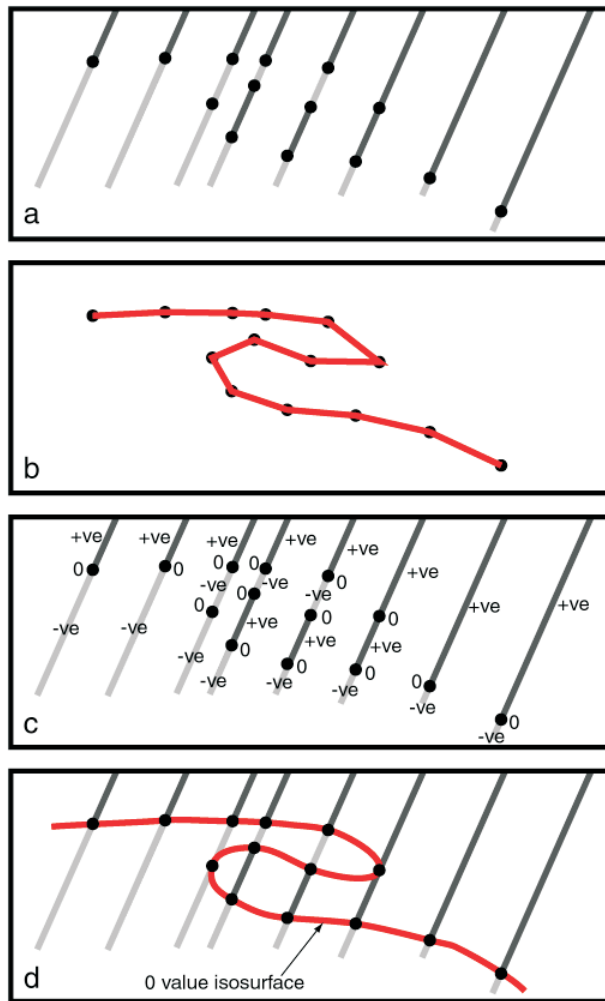 a
b
+ve +ve +ve +ve +ve
0 0 0 0 +ve
-ve -ve 0
0 -ve +ve +ve
0 0 0
-ve -ve +ve
+ve +ve
-ve 0
0 0
-ve -ve -ve 0
-ve
c 0
-ve
d
0 value isosurface